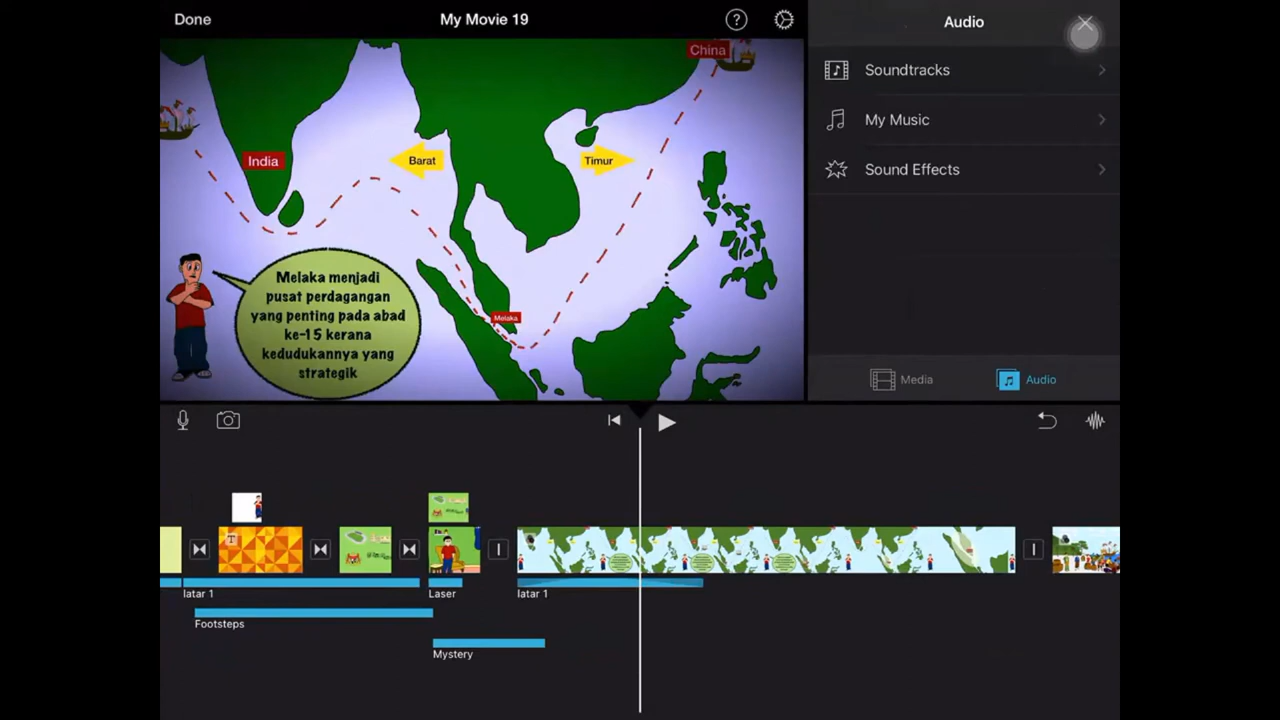 Done
My Movie 19
?
Audio
Soundtracks
My Music
Sound Effects
Media
Audio
China
India
Barat
Timur
Melaka
Melaka menjadi
pusat perdagangan
yang penting pada abad
ke-15 kerana
kedudukannya yang
strategik
T
latar 1
Laser
latar 1
Footsteps
Mystery